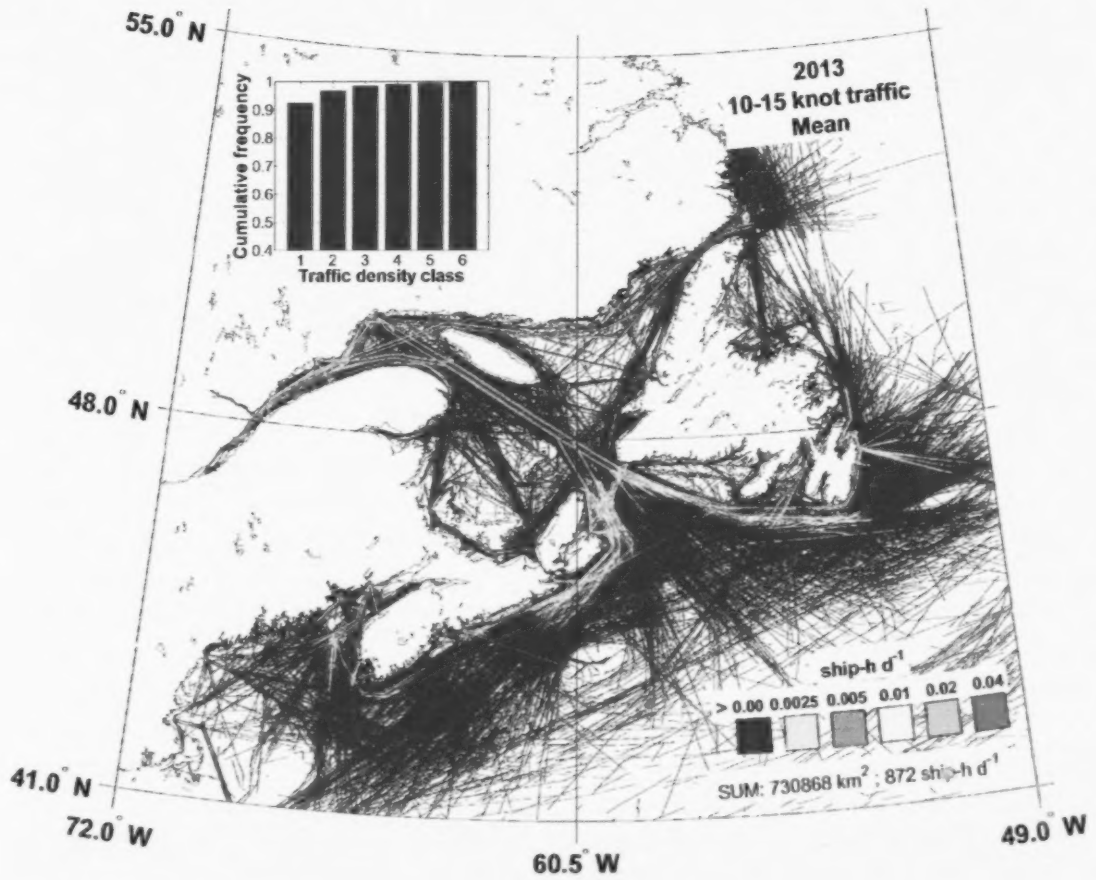 55.0° N
2013
10-15 knot traffic
Mean
Cumulative frequency
1
0.9
0.8
0.7
0.6
0.5
0.4
1 2 3 4 5 6
Traffic density class
48.0° N
ship-h d⁻¹
> 0.00 0.0025 0.005 0.01 0.02 0.04
SUM: 730868 km² ; 872 ship-h d⁻¹
41.0° N
72.0° W
60.5° W
49.0° W